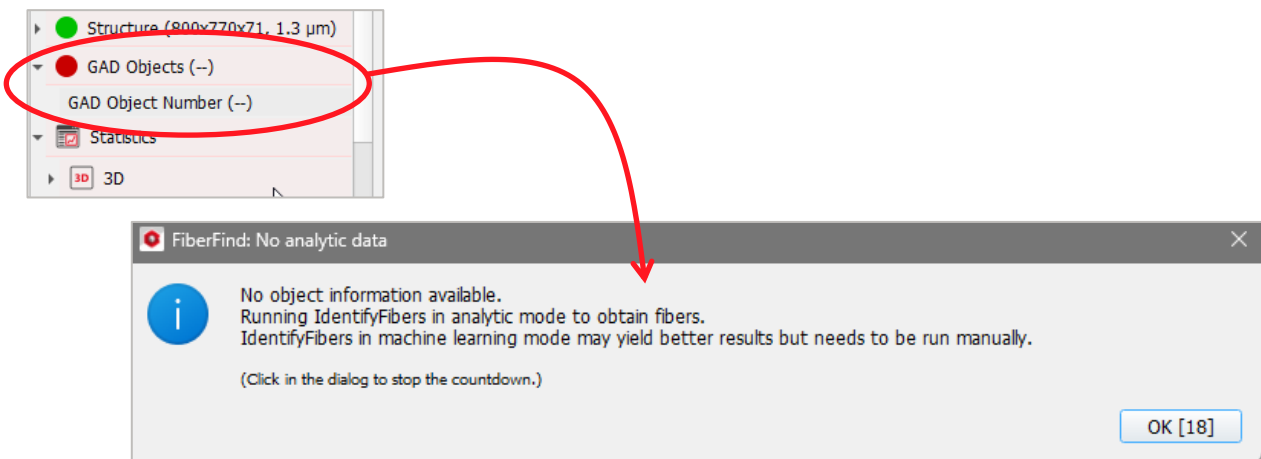 Structure (800x770x71, 1.3 µm)
GAD Objects (--)
GAD Object Number (--)
Statistics
3D 3D
FiberFind: No analytic data
i
No object information available.
Running IdentifyFibers in analytic mode to obtain fibers.
IdentifyFibers in machine learning mode may yield better results but needs to be run manually.
(Click in the dialog to stop the countdown.)
OK [18]